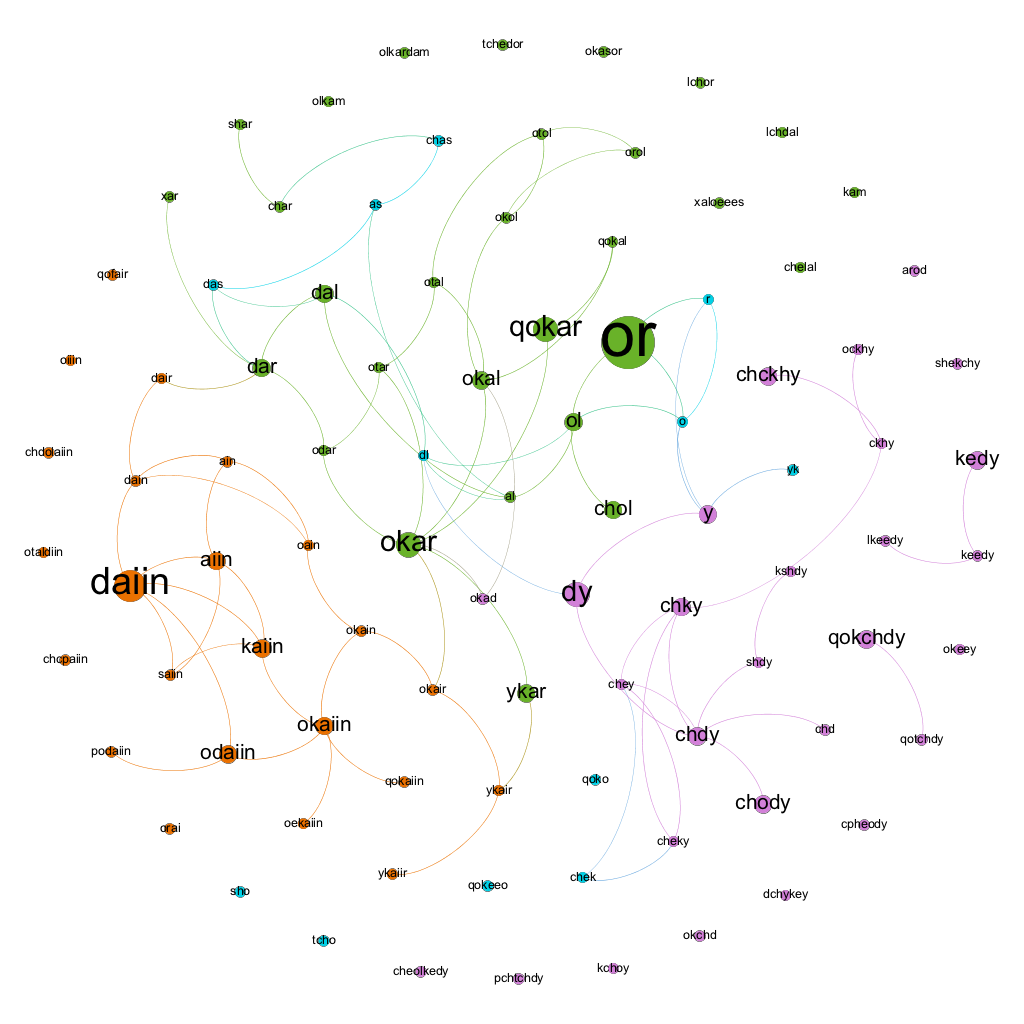 tchedor
olkardam
okasor
lchor
olkam
shar
lchdal
chas
otol
orol
xar
char
as
okol
kam
xaloeees
qokal
chelal
arod
qofair
das
dal
otal
r
qokar
or
ockhy
shekchy
oiiin
dair
dar
otar
okal
chckhy
ol
o
ckhy
chdolaiin
ain
odar
dl
yk
kedy
dain
al
chol
y
otaldiin
oain
okar
lkeedy
keedy
aiin
daiin
okad
dy
kshdy
chky
okain
kaiin
qokchdy
okeey
chcpaiin
saiin
okair
ykar
chey
shdy
okaiin
chdy
chd
qotchdy
podaiin
odaiin
qokaiin
ykair
qoko
chody
orai
oekaiin
cheky
cpheody
ykaiir
chek
sho
qokeeo
dchykey
tcho
okchd
cheolkedy
pchtchdy
kchoy